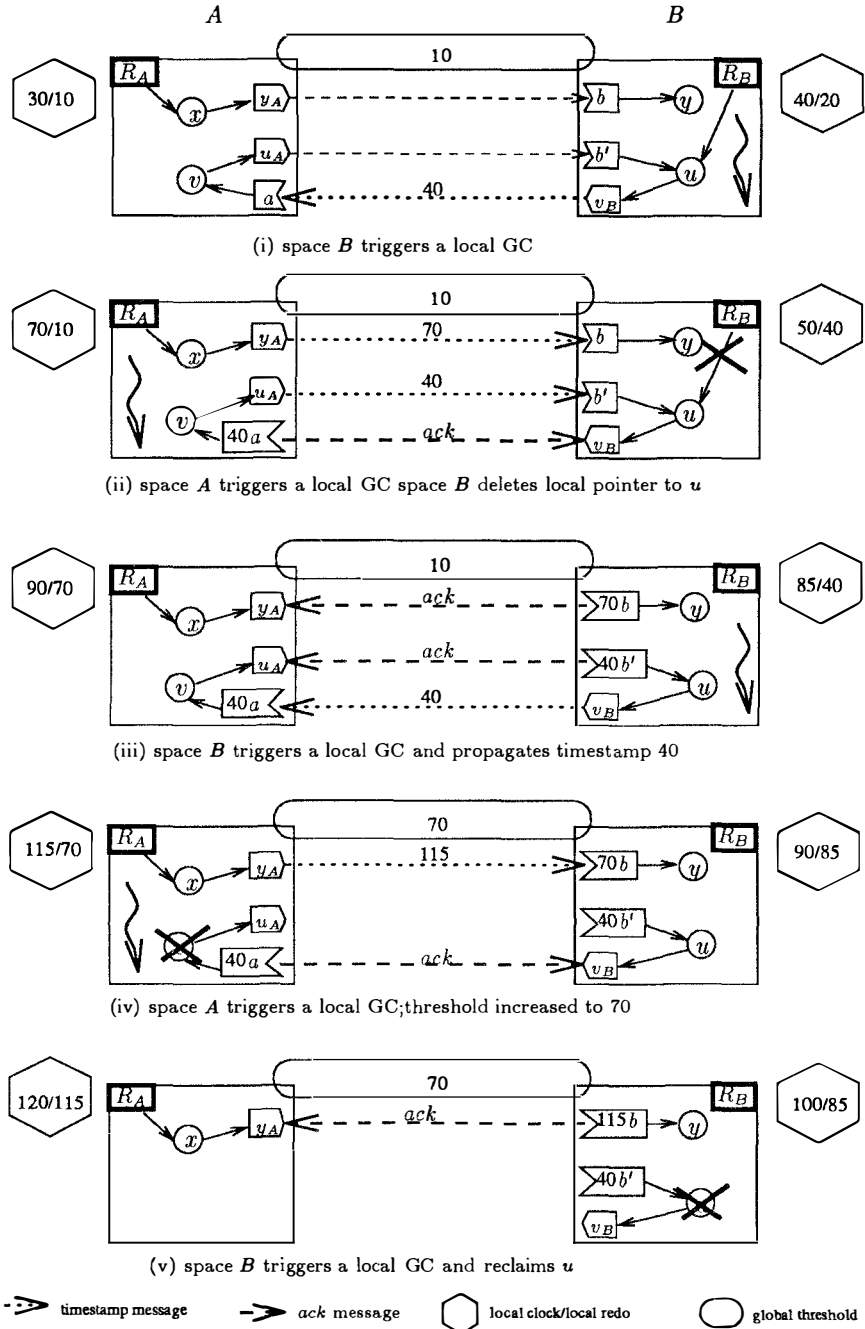 A B
10
R_A R_B
30/10 40/20
x y_A b y
u_A b'
v u
40
a v_B
(i) space B triggers a local GC
10
R_A R_B
70/10 50/40
70
x y_A b y
40
u_A b'
v u
ack
40a v_B
(ii) space A triggers a local GC space B deletes local pointer to u
10
R_A R_B
90/70 85/40
ack
x y_A 70b y
ack
u_A 40b'
v u
40
40a v_B
(iii) space B triggers a local GC and propagates timestamp 40
70
R_A R_B
115/70 90/85
115
x y_A 70b y
u_A 40b'
u
ack
40a v_B
(iv) space A triggers a local GC;threshold increased to 70
70
R_A R_B
120/115 100/85
ack
x y_A 115b y
40b'
v_B
(v) space B triggers a local GC and reclaims u
timestamp message ack message local clock/local redo global threshold